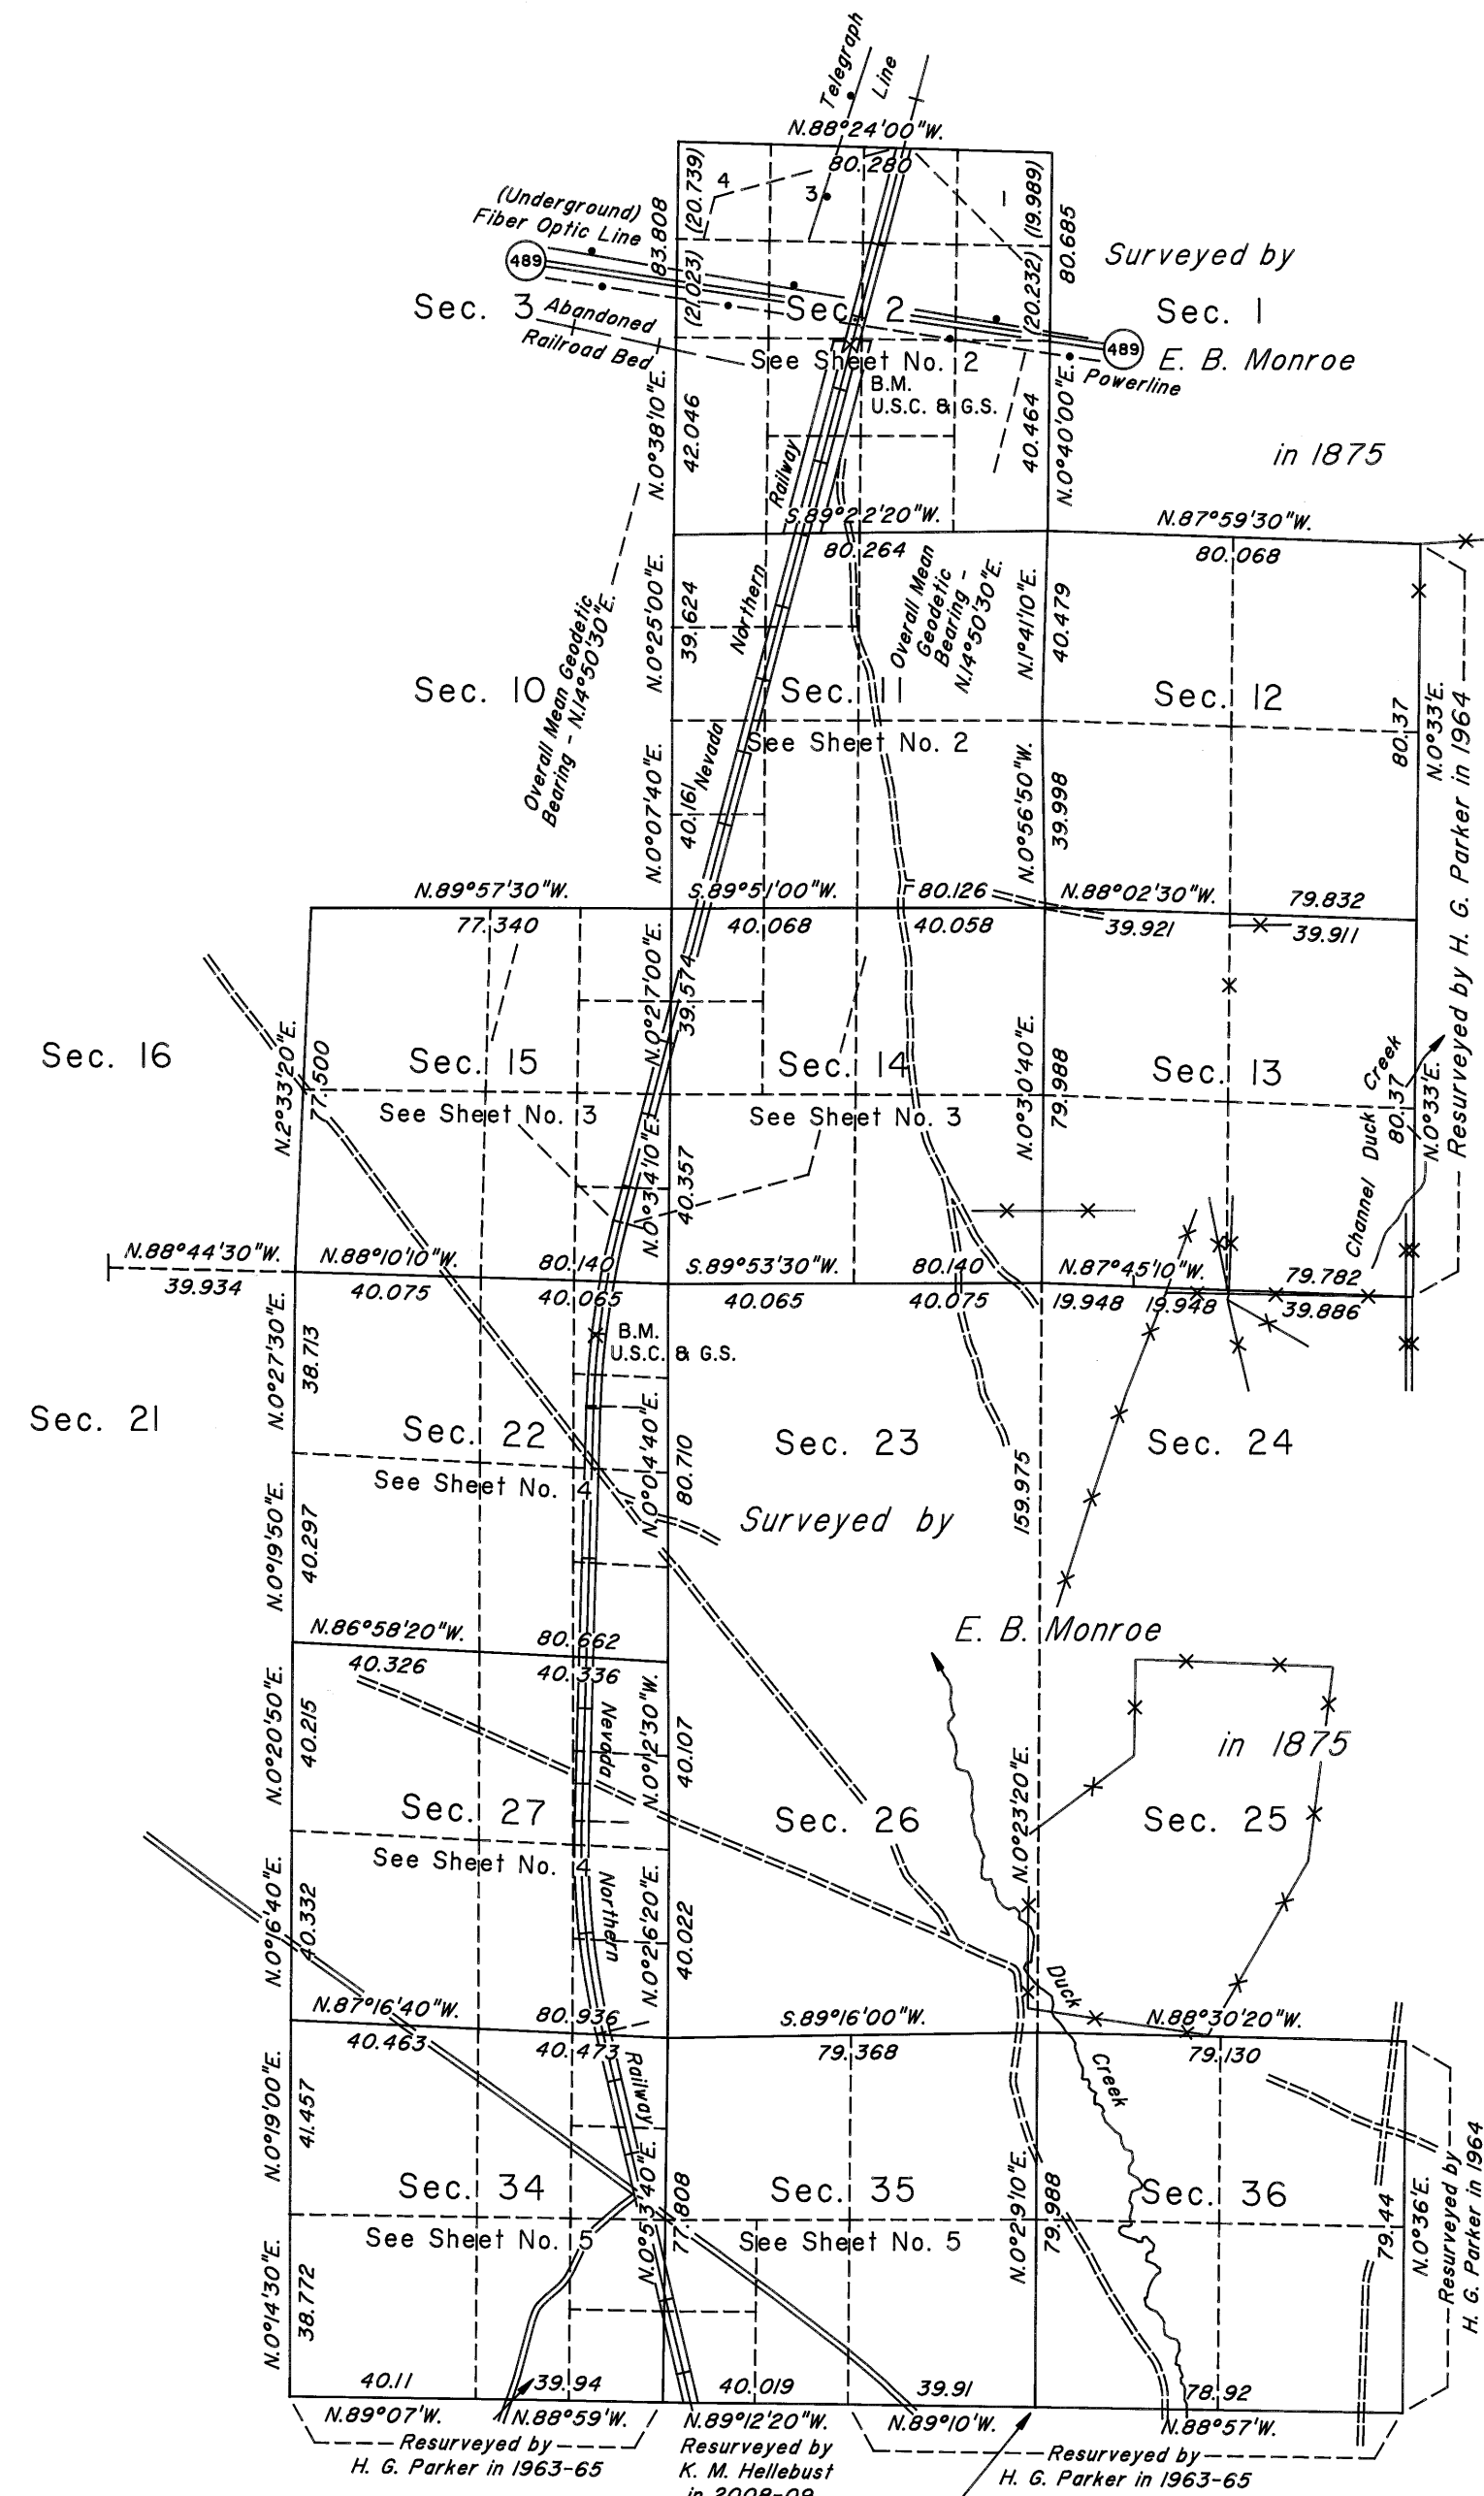 Telegraph Line
N.88°24'00"W.
80.280
(20.739)
4
3
1
(19.989)
(Underground)
Fiber Optic Line
83.808
80.685
Surveyed by
489
(21.023)
(20.232)
Sec. 3
Sec. 2
Sec. 1
Abandoned
Railroad Bed
See Sheet No. 2
489
E. B. Monroe
Powerline
B.M.
U.S.C. & G.S.
N.0°38'10"E.
42.046
40.464
N.0°40'00"E.
in 1875
Railway
S.89°22'20"W.
80.264
N.87°59'30"W.
80.068
Overall Mean Geodetic
Bearing - N.14°50'30"E.
N.0°25'00"E.
39.624
Northern
Overall Mean
Geodetic
Bearing -
N.14°50'30"E.
N.1°41'10"E.
40.479
Sec. 10
Sec. 11
Sec. 12
See Sheet No. 2
80.37
N.0°33'E.
Resurveyed by H. G. Parker in 1964
N.0°07'40"E.
40.161
Nevada
N.0°56'50"W.
39.998
N.89°57'30"W.
77.340
S.89°51'00"W.
80.126
40.068
40.058
N.88°02'30"W.
79.832
39.921
39.911
N.0°27'00"E.
39.574
Sec. 16
N.2°33'20"E.
77.500
Sec. 15
Sec. 14
Sec. 13
See Sheet No. 3
See Sheet No. 3
N.0°30'40"E.
79.988
80.37
N.0°33'E.
Channel Duck Creek
N.0°34'10"E.
40.357
N.88°44'30"W.
39.934
N.88°10'10"W.
80.140
40.075
40.065
S.89°53'30"W.
80.140
40.065
40.075
N.87°45'10"W.
79.782
19.948
19.948
39.886
B.M.
U.S.C. & G.S.
N.0°27'30"E.
38.713
Sec. 21
Sec. 22
Sec. 23
Sec. 24
See Sheet No. 4
N.0°04'40"E.
80.710
159.975
Surveyed by
N.0°19'50"E.
40.297
E. B. Monroe
N.86°58'20"W.
80.662
40.326
40.336
N.0°20'50"E.
40.215
Nevada
N.0°12'30"W.
40.107
in 1875
N.0°23'20"E.
Sec. 27
Sec. 26
Sec. 25
See Sheet No. 4
N.0°16'40"E.
40.332
Northern
N.0°26'20"E.
40.022
Duck
N.87°16'40"W.
80.936
40.463
40.473
S.89°16'00"W.
79.368
N.88°30'20"W.
79.130
Creek
Railway
N.0°19'00"E.
41.457
Sec. 34
Sec. 35
Sec. 36
See Sheet No. 5
See Sheet No. 5
N.0°53'40"E.
77.808
N.0°29'10"E.
79.988
79.44
N.0°36'E.
Resurveyed by
H. G. Parker in 1964
N.0°14'30"E.
38.772
40.11
39.94
40.019
39.91
78.92
N.89°07'W.
N.88°59'W.
N.89°12'20"W.
N.89°10'W.
N.88°57'W.
Resurveyed by
H. G. Parker in 1963-65
Resurveyed by
K. M. Hellebust
in 2008-09
Resurveyed by
H. G. Parker in 1963-65